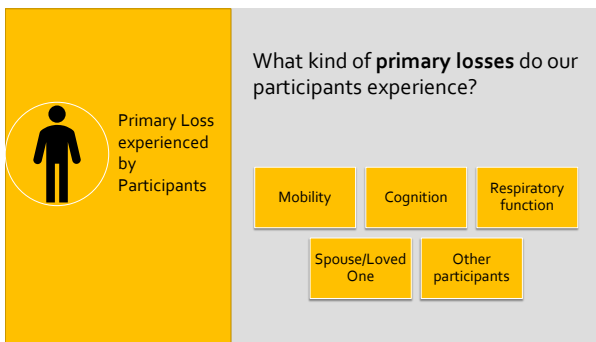 Primary Loss
experienced
by
Participants
What kind of primary losses do our
participants experience?
Mobility
Cognition
Respiratory
function
Spouse/Loved
One
Other
participants